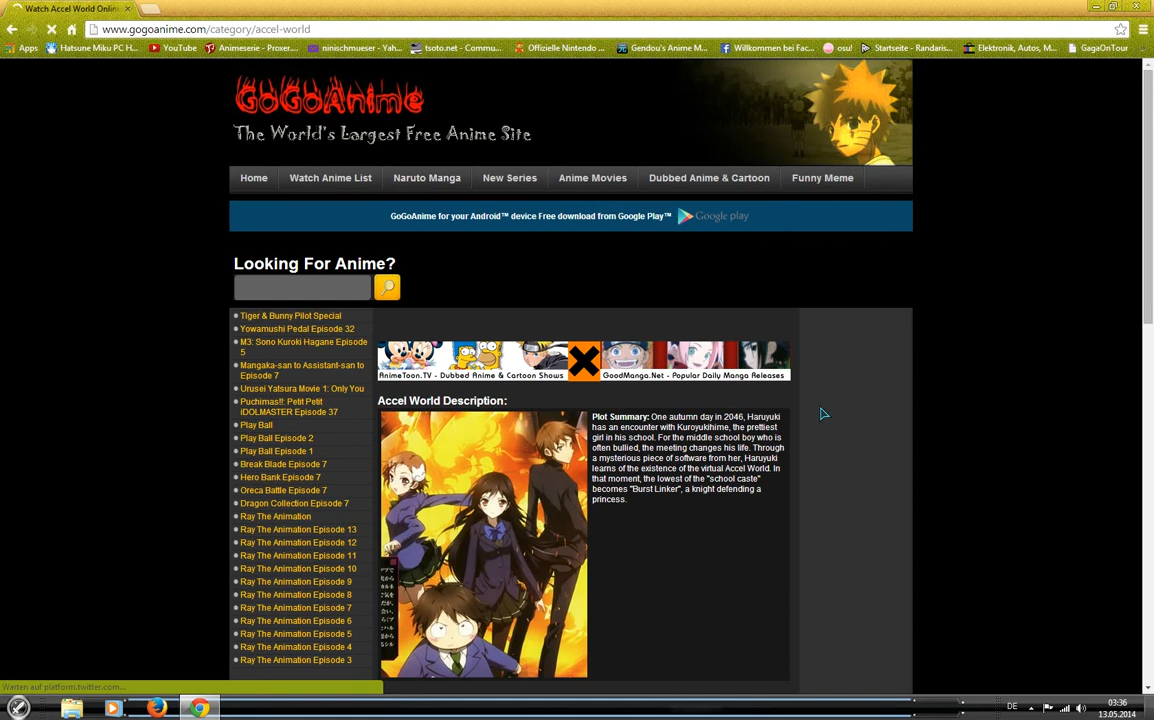 Watch Accel World Onlin
www.gogoanime.com/category/accel-world
Apps
Hatsune Miku PC H...
YouTube
Animeserie - Proxer...
ninischmueser - Yah...
tsoto.net - Commu...
Offizielle Nintendo ...
Gendou's Anime M...
Willkommen bei Fac...
osu!
Startseite - Randaris...
Elektronik, Autos, M...
GagaOnTour
GoGoAnime
The World's Largest Free Anime Site
Home
Watch Anime List
Naruto Manga
New Series
Anime Movies
Dubbed Anime & Cartoon
Funny Meme
GoGoAnime for your Android™ device Free download from Google Play™
Google play
Looking For Anime?
Tiger & Bunny Pilot Special
Yowamushi Pedal Episode 32
M3: Sono Kuroki Hagane Episode
5
Mangaka-san to Assistant-san to
Episode 7
Urusei Yatsura Movie 1: Only You
Puchimas!!: Petit Petit
iDOLMASTER Episode 37
Play Ball
Play Ball Episode 2
Play Ball Episode 1
Break Blade Episode 7
Hero Bank Episode 7
Oreca Battle Episode 7
Dragon Collection Episode 7
Ray The Animation
Ray The Animation Episode 13
Ray The Animation Episode 12
Ray The Animation Episode 11
Ray The Animation Episode 10
Ray The Animation Episode 9
Ray The Animation Episode 8
Ray The Animation Episode 7
Ray The Animation Episode 6
Ray The Animation Episode 5
Ray The Animation Episode 4
Ray The Animation Episode 3
AnimeToon.TV - Dubbed Anime & Cartoon Shows
GoodManga.Net - Popular Daily Manga Releases
Accel World Description:
Plot Summary: One autumn day in 2046, Haruyuki
has an encounter with Kuroyukihime, the prettiest
girl in his school. For the middle school boy who is
often bullied, the meeting changes his life. Through
a mysterious piece of software from her, Haruyuki
learns of the existence of the virtual Accel World. In
that moment, the lowest of the "school caste"
becomes "Burst Linker", a knight defending a
princess.
Warten auf platform.twitter.com...
DE
03:36
13.05.2014